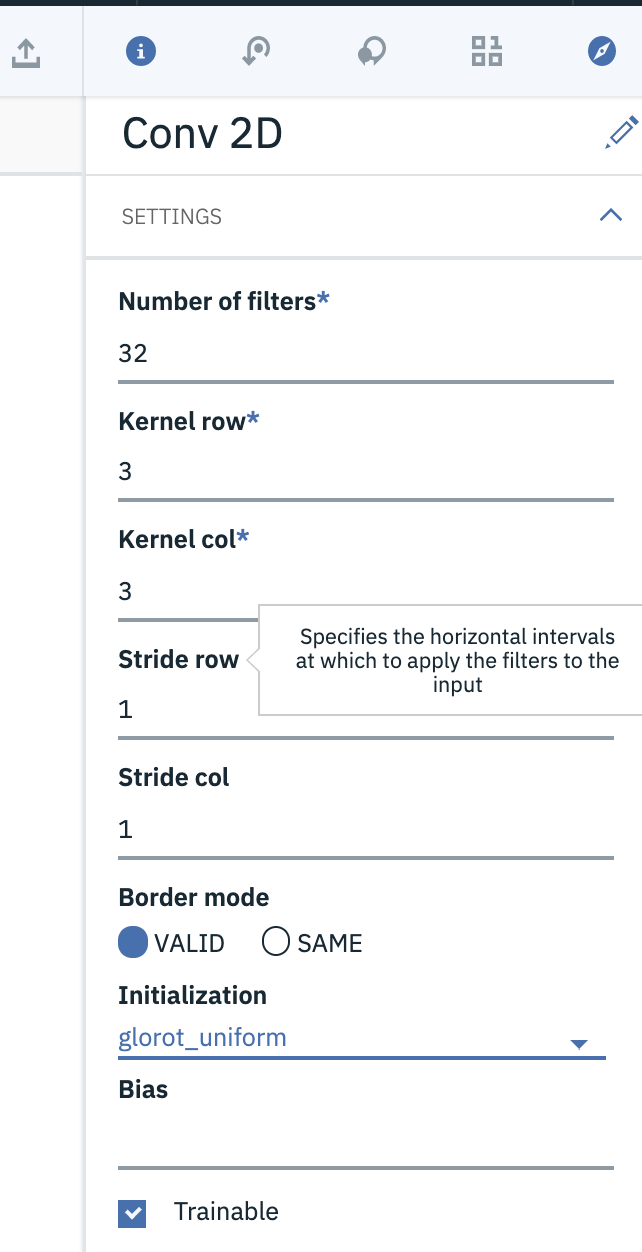 Conv 2D
SETTINGS
Number of filters*
32
Kernel row*
3
Kernel col*
3
Stride row
Specifies the horizontal intervals
at which to apply the filters to the
input
1
Stride col
1
Border mode
VALID SAME
Initialization
glorot_uniform
Bias
Trainable